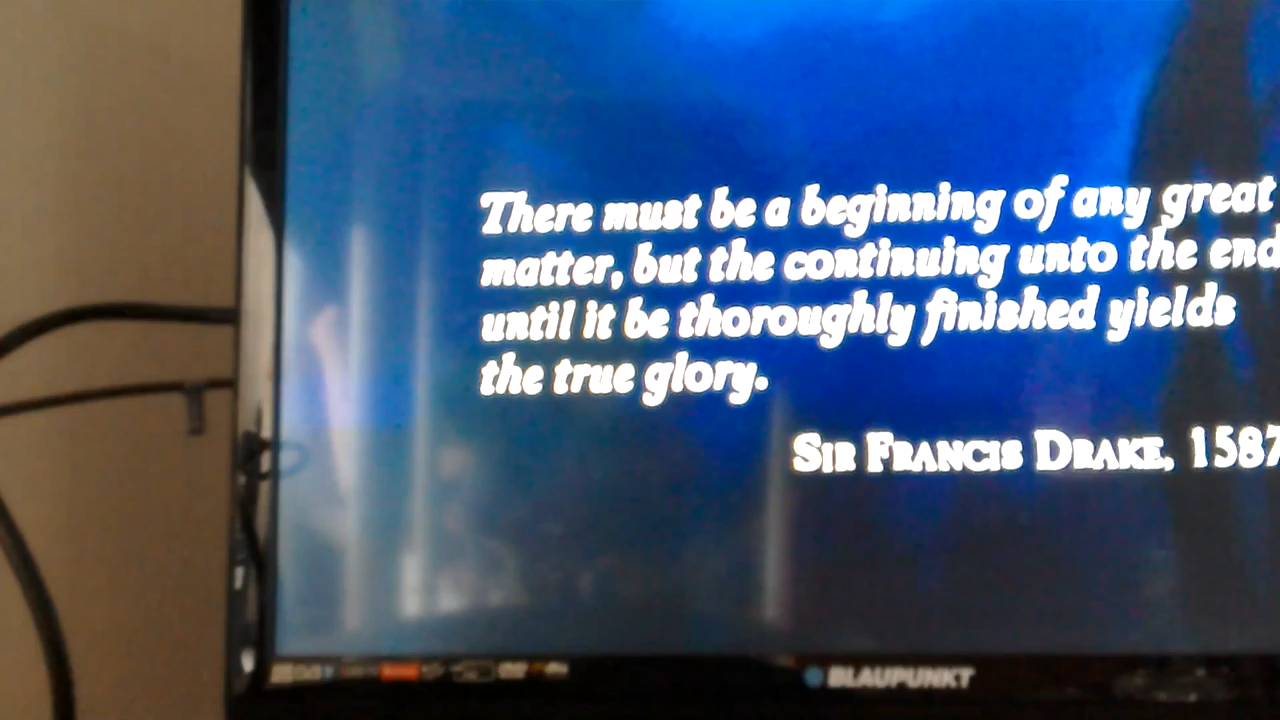 There must be a beginning of any great
matter, but the continuing unto the end
until it be thoroughly finished yields
the true glory.
Sir Francis Drake, 1587
BLAUPUNKT